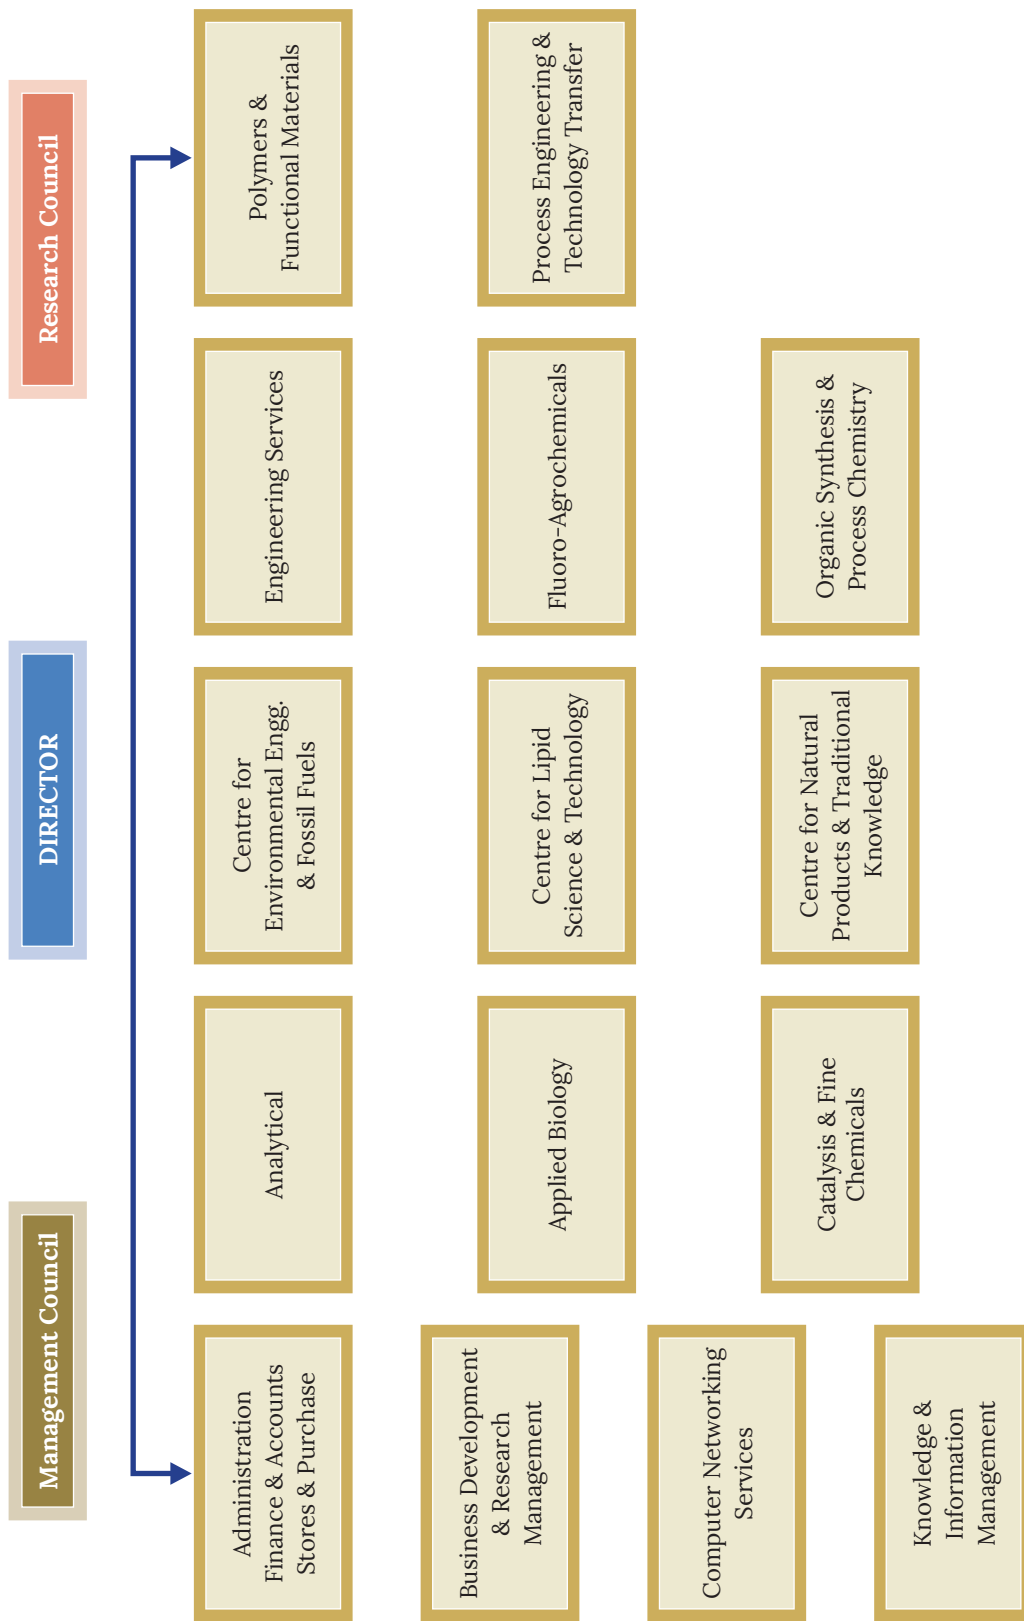 Management Council
DIRECTOR
Research Council
Administration
Finance & Accounts
Stores & Purchase
Business Development
& Research
Management
Computer Networking
Services
Knowledge &
Information
Management
Analytical
Applied Biology
Catalysis & Fine
Chemicals
Centre for
Environmental Engg.
& Fossil Fuels
Centre for Lipid
Science & Technology
Centre for Natural
Products & Traditional
Knowledge
Engineering Services
Fluoro-Agrochemicals
Organic Synthesis &
Process Chemistry
Polymers &
Functional Materials
Process Engineering &
Technology Transfer